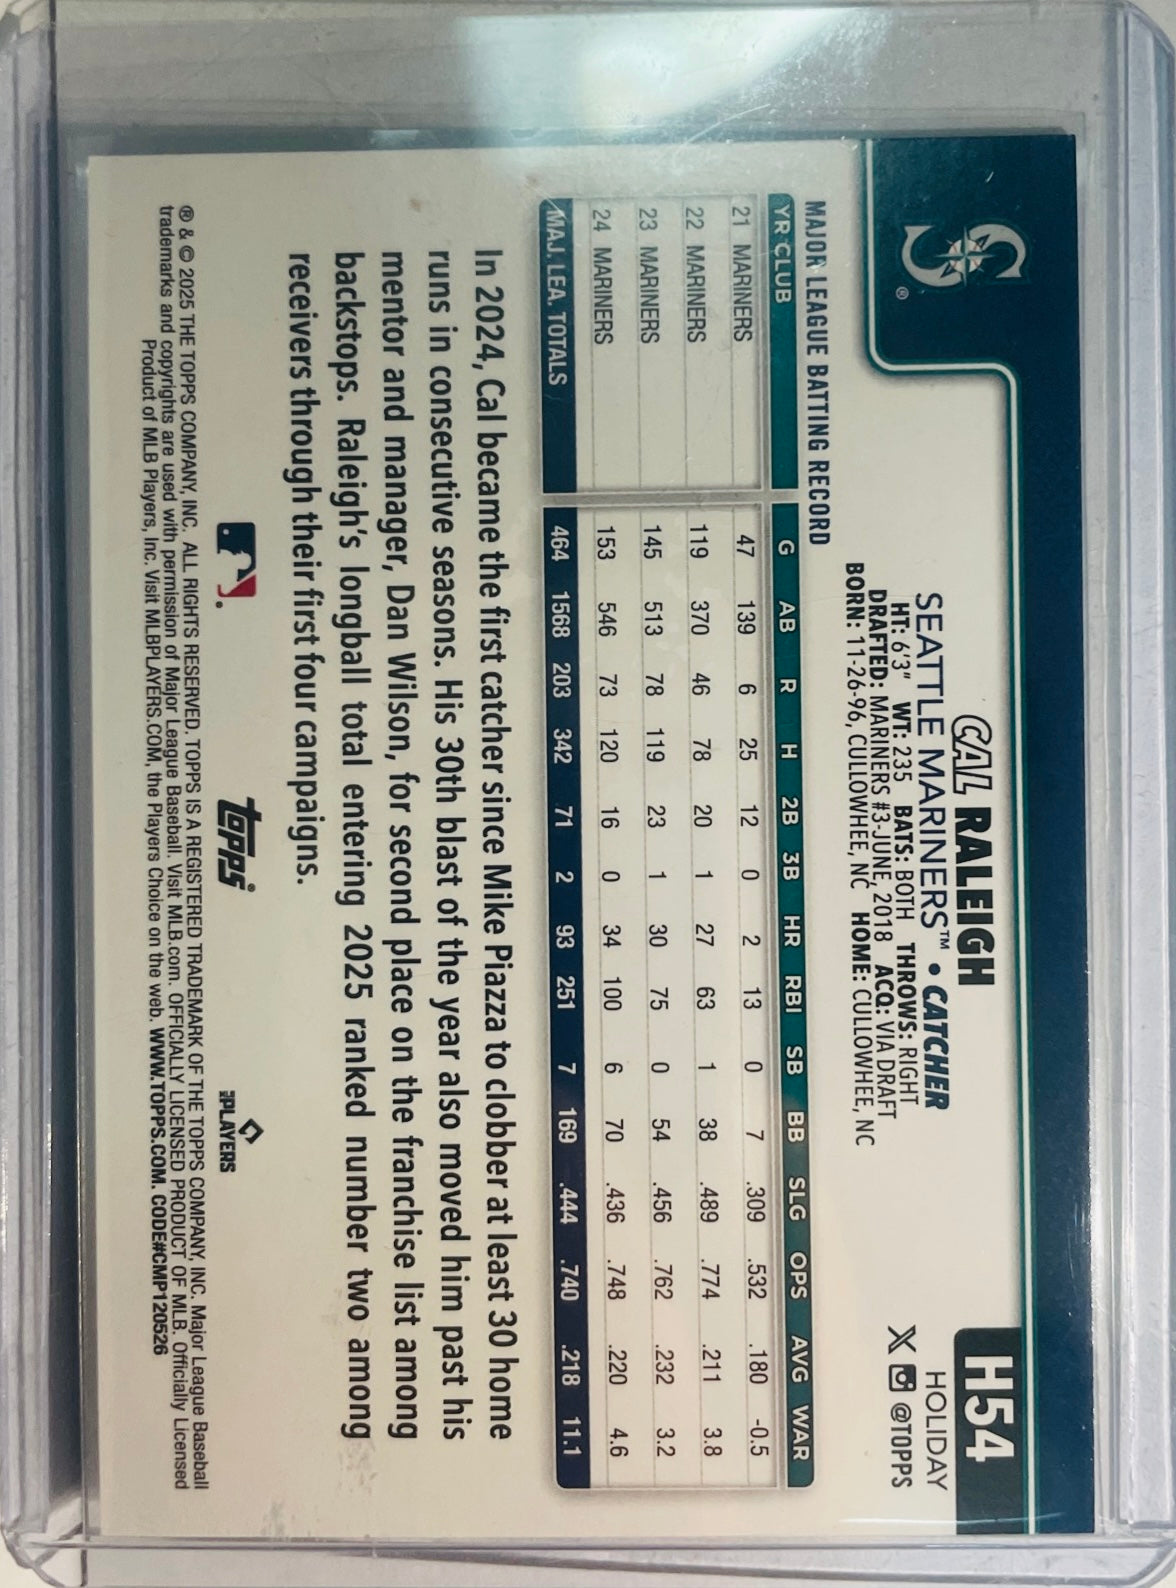 H54
HOLIDAY
@TOPPS
CAL RALEIGH
SEATTLE MARINERS™ • CATCHER
HT: 6'3" WT: 235 BATS: BOTH THROWS: RIGHT
DRAFTED: MARINERS #3-JUNE, 2018 ACQ: VIA DRAFT
BORN: 11-26-96, CULLOWHEE, NC HOME: CULLOWHEE, NC
S ®
MAJOR LEAGUE BATTING RECORD
YR CLUB G AB R H 2B 3B HR RBI SB BB SLG OPS AVG WAR
21 MARINERS 47 139 6 25 12 0 2 13 0 7 .309 .532 .180 -0.5
22 MARINERS 119 370 46 78 20 1 27 63 1 38 .489 .774 .211 3.8
23 MARINERS 145 513 78 119 23 1 30 75 0 54 .456 .762 .232 3.2
24 MARINERS 153 546 73 120 16 0 34 100 6 70 .436 .748 .220 4.6
MAJ. LEA. TOTALS 464 1568 203 342 71 2 93 251 7 169 .444 .740 .218 11.1
In 2024, Cal became the first catcher since Mike Piazza to clobber at least 30 home
runs in consecutive seasons. His 30th blast of the year also moved him past his
mentor and manager, Dan Wilson, for second place on the franchise list among
backstops. Raleigh's longball total entering 2025 ranked number two among
receivers through their first four campaigns.
topps®
PLAYERS
® & © 2025 THE TOPPS COMPANY, INC. ALL RIGHTS RESERVED. TOPPS IS A REGISTERED TRADEMARK OF THE TOPPS COMPANY, INC. Major League Baseball
trademarks and copyrights are used with permission of Major League Baseball. Visit MLB.com. OFFICIALLY LICENSED PRODUCT OF MLB. Officially Licensed
Product of MLB Players, Inc. Visit MLBPLAYERS.COM, the Players Choice on the web. WWW.TOPPS.COM. CODE#CMP120526